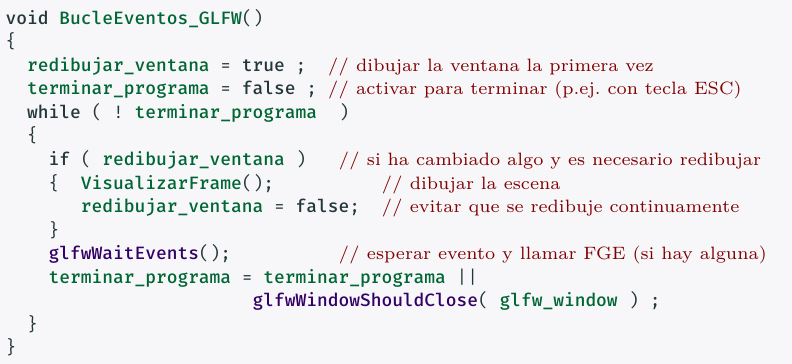 void BucleEventos_GLFW()
{
redibujar_ventana = true ; // dibujar la ventana la primera vez
terminar_programa = false ; // activar para terminar (p.ej. con tecla ESC)
while ( ! terminar_programa )
{
if ( redibujar_ventana ) // si ha cambiado algo y es necesario redibujar
{ VisualizarFrame(); // dibujar la escena
redibujar_ventana = false; // evitar que se redibuje continuamente
}
glfwWaitEvents(); // esperar evento y llamar FGE (si hay alguna)
terminar_programa = terminar_programa ||
glfwWindowShouldClose( glfw_window ) ;
}
}